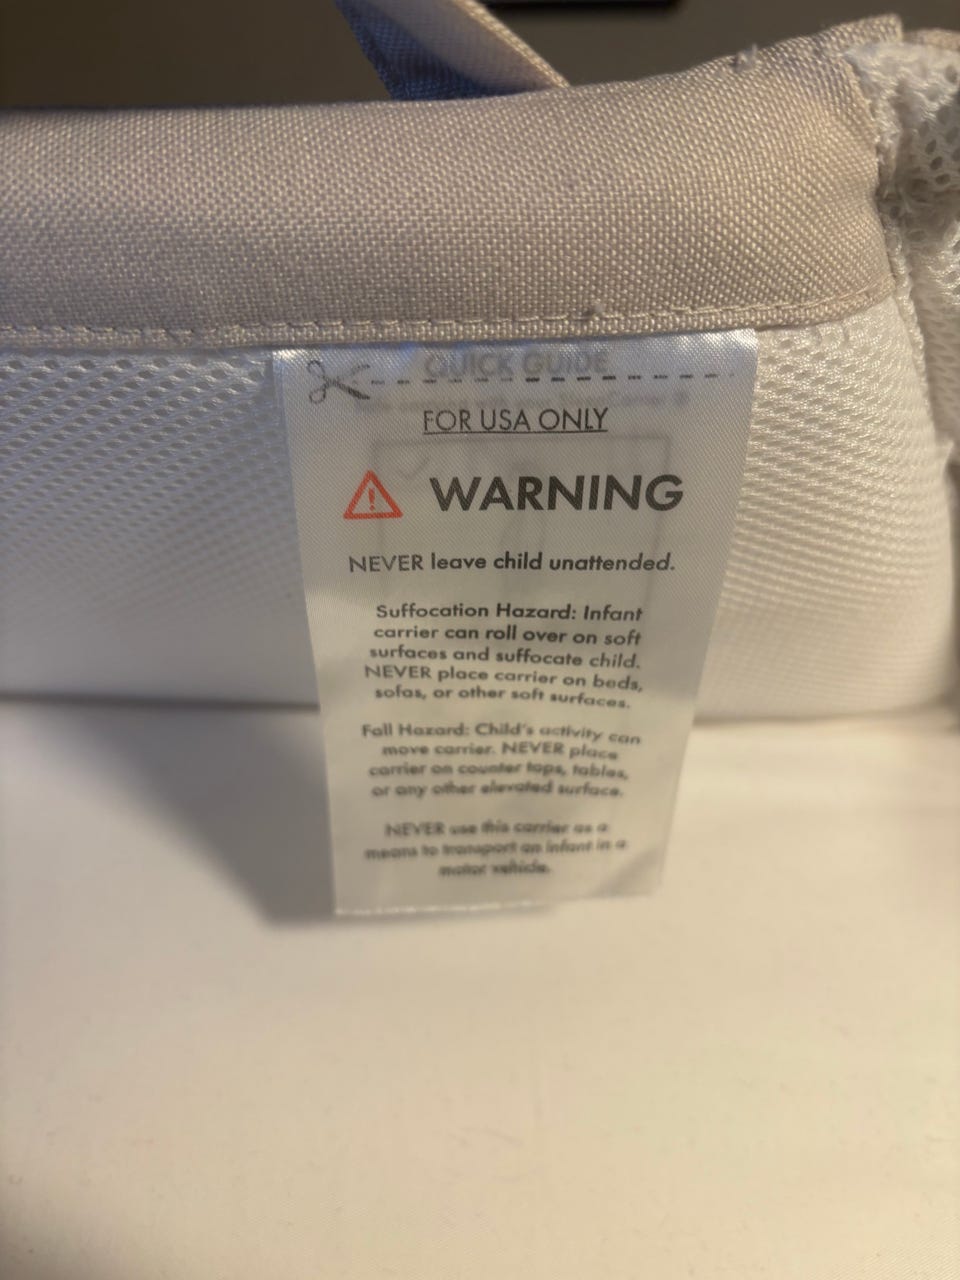 QUICK GUIDE
FOR USA ONLY
WARNING
NEVER leave child unattended.
Suffocation Hazard: Infant
carrier can roll over on soft
surfaces and suffocate child.
NEVER place carrier on beds,
sofas, or other soft surfaces.
Fall Hazard: Child's activity can
move carrier. NEVER place
carrier on counter tops, tables,
or any other elevated surface.
NEVER use this carrier as a
means to transport an infant in a
motor vehicle.